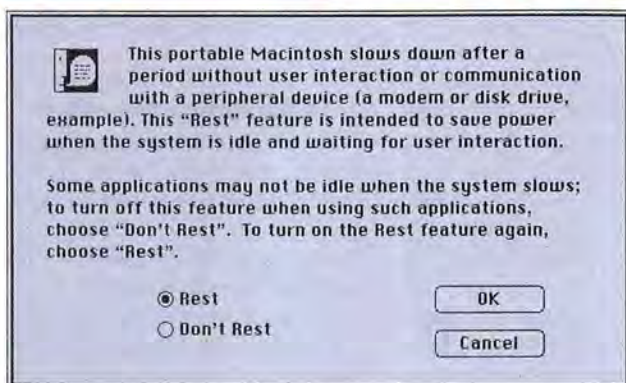 This portable Macintosh slows down after a
period without user interaction or communication
with a peripheral device (a modem or disk drive,
example). This “Rest” feature is intended to save power
when the system is idle and waiting for user interaction.
Some applications may not be idle when the system slows;
to turn off this feature when using such applications,
choose “Don't Rest”. To turn on the Rest feature again,
choose “Rest”.
Rest
OK
Don't Rest
Cancel